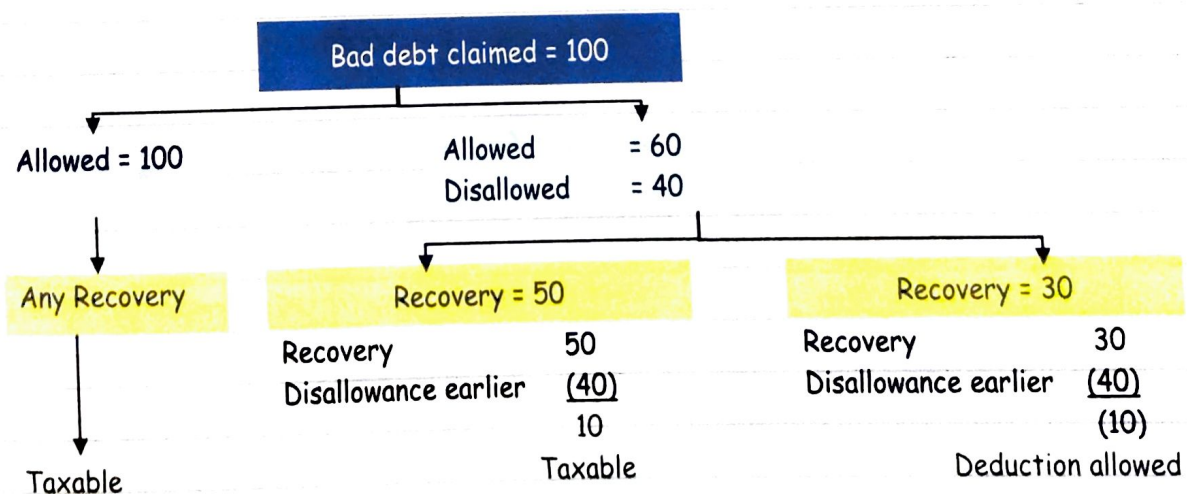 Bad debt claimed = 100
Allowed = 100
Allowed = 60
Disallowed = 40
Any Recovery
Taxable
Recovery = 50
Recovery 50
Disallowance earlier (40)
10
Taxable
Recovery = 30
Recovery 30
Disallowance earlier (40)
(10)
Deduction allowed